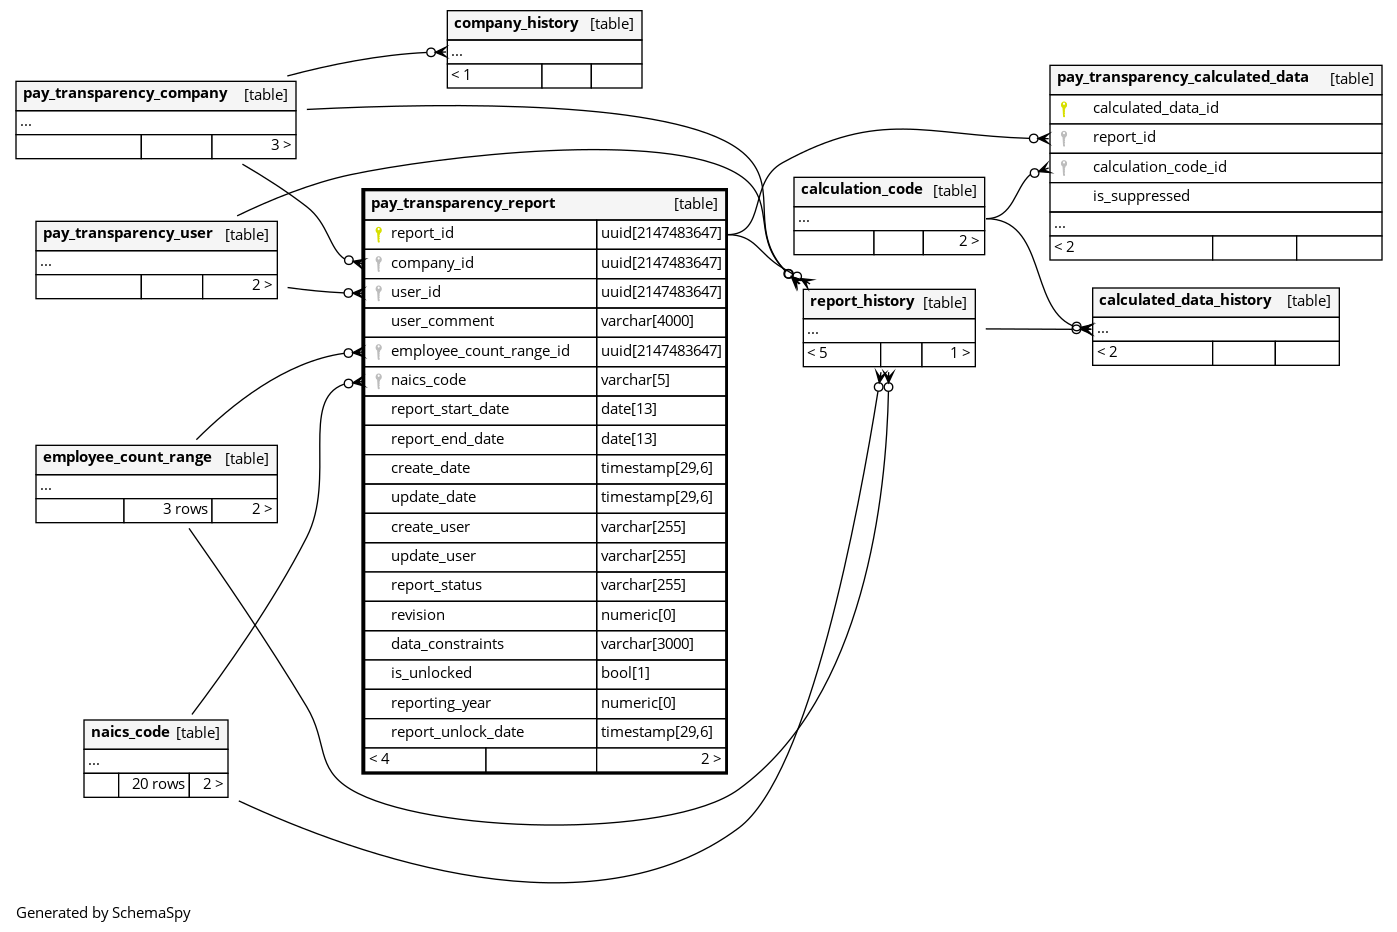 company_history [table]
...
< 1
pay_transparency_company [table]
...
3 >
pay_transparency_user [table]
...
2 >
employee_count_range [table]
...
3 rows 2 >
naics_code [table]
...
20 rows 2 >
pay_transparency_report [table]
report_id uuid[2147483647]
company_id uuid[2147483647]
user_id uuid[2147483647]
user_comment varchar[4000]
employee_count_range_id uuid[2147483647]
naics_code varchar[5]
report_start_date date[13]
report_end_date date[13]
create_date timestamp[29,6]
update_date timestamp[29,6]
create_user varchar[255]
update_user varchar[255]
report_status varchar[255]
revision numeric[0]
data_constraints varchar[3000]
is_unlocked bool[1]
reporting_year numeric[0]
report_unlock_date timestamp[29,6]
< 4 2 >
calculation_code [table]
...
2 >
report_history [table]
...
< 5 1 >
pay_transparency_calculated_data [table]
calculated_data_id
report_id
calculation_code_id
is_suppressed
...
< 2
calculated_data_history [table]
...
< 2
Generated by SchemaSpy